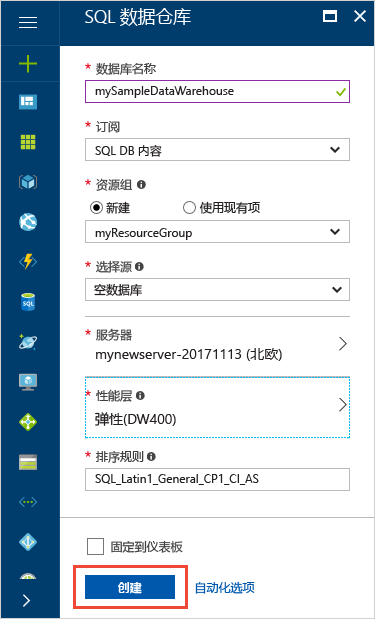 SQL 数据仓库
* 数据库名称
mySampleDataWarehouse
* 订阅
SQL DB 内容
* 资源组
新建 使用现有项
myResourceGroup
* 选择源
空数据库
* 服务器
mynewserver-20171113 (北欧)
* 性能层
弹性(DW400)
* 排序规则
SQL_Latin1_General_CP1_CI_AS
SQL
固定到仪表板
创建 自动化选项